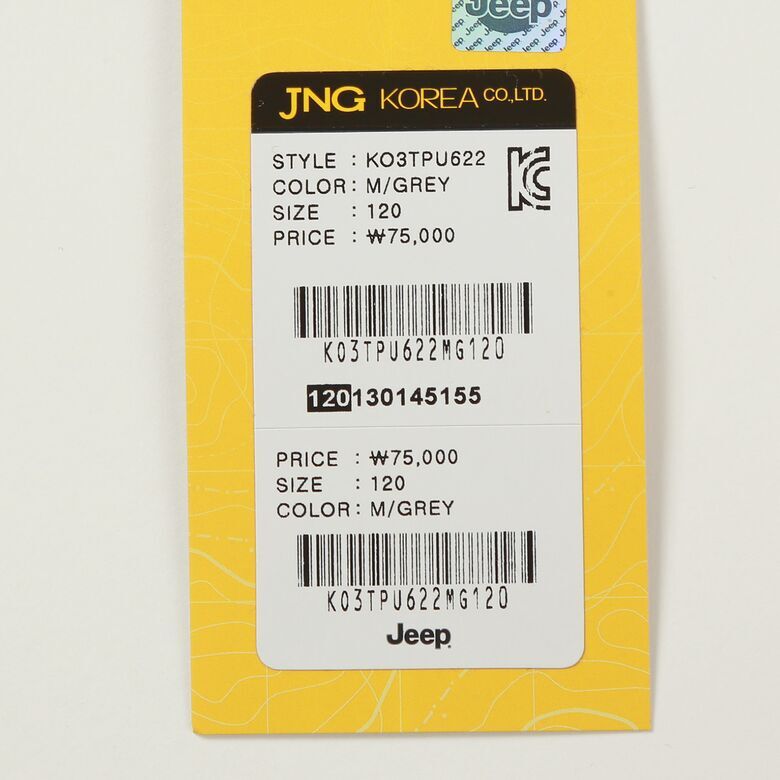 Jeep
JNG KOREA CO.,LTD.
STYLE : KO3TPU622
COLOR : M/GREY
SIZE : 120
PRICE : ₩75,000
KO3TPU622MG120
120130145155
PRICE : ₩75,000
SIZE : 120
COLOR : M/GREY
KO3TPU622MG120
Jeep